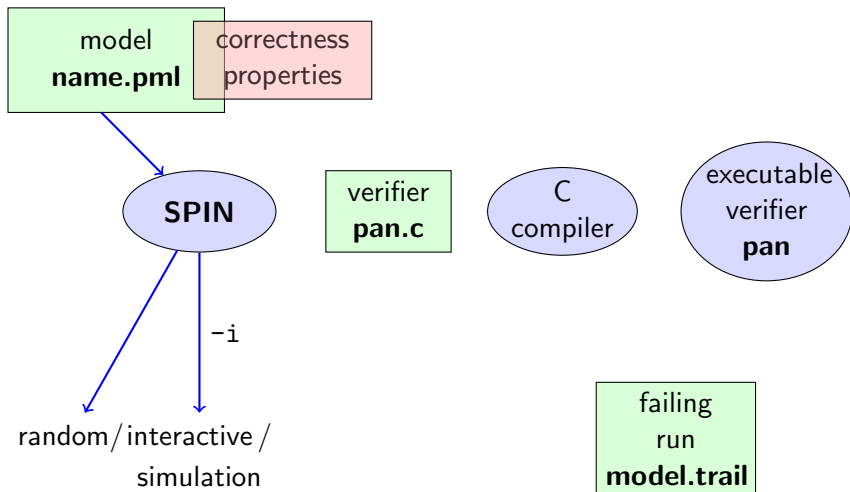 model
name.pml
correctness
properties
SPIN
verifier
pan.c
C
compiler
executable
verifier
pan
-i
random/interactive/
simulation
failing
run
model.trail